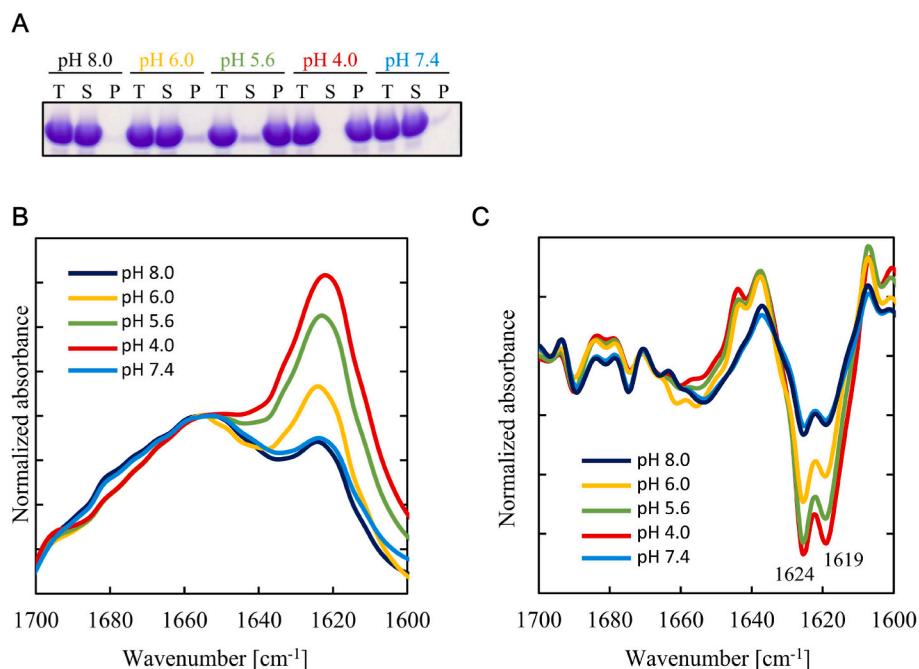 A
pH 8.0 pH 6.0 pH 5.6 pH 4.0 pH 7.4
T S P T S P T S P T S P T S P
B
pH 8.0
pH 6.0
pH 5.6
pH 4.0
pH 7.4
Normalized absorbance
1700 1680 1660 1640 1620 1600
Wavenumber [cm⁻¹]
C
Normalized absorbance
pH 8.0
pH 6.0
pH 5.6
pH 4.0
pH 7.4
1624 1619
1700 1680 1660 1640 1620 1600
Wavenumber [cm⁻¹]